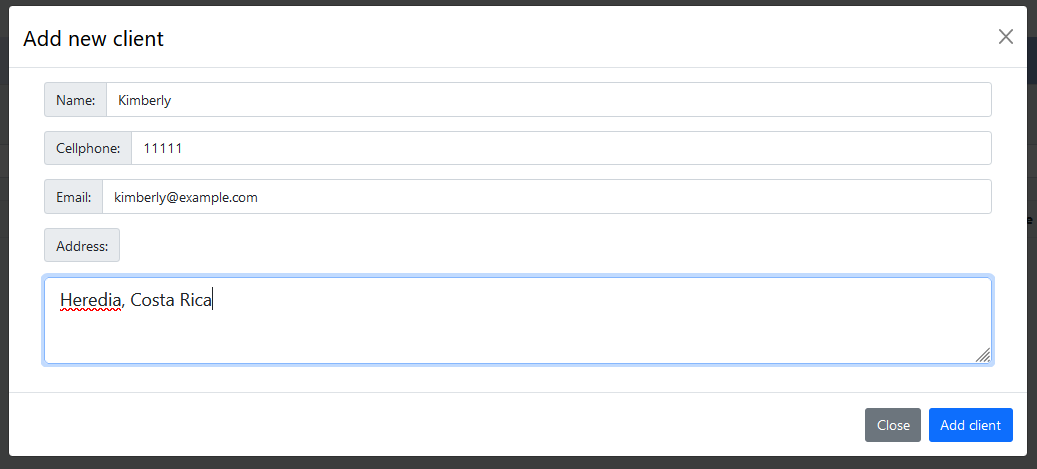 Add new client
Name: Kimberly
Cellphone: 11111
Email: kimberly@example.com
Address:
Heredia, Costa Rica
Close Add client